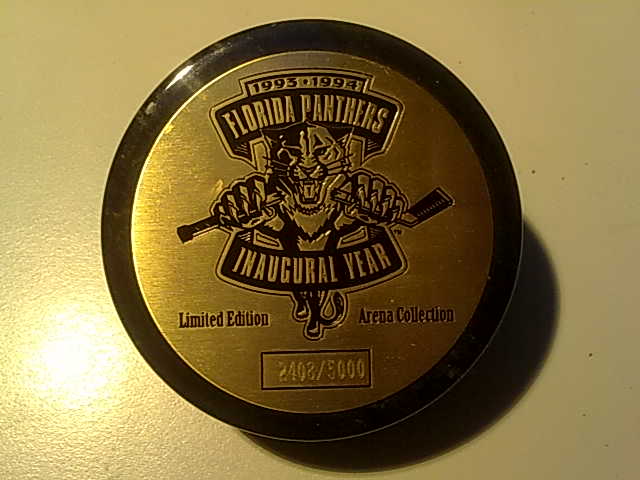 1993 • 1994
FLORIDA PANTHERS
INAUGURAL YEAR
Limited Edition
Arena Collection
2408/5000